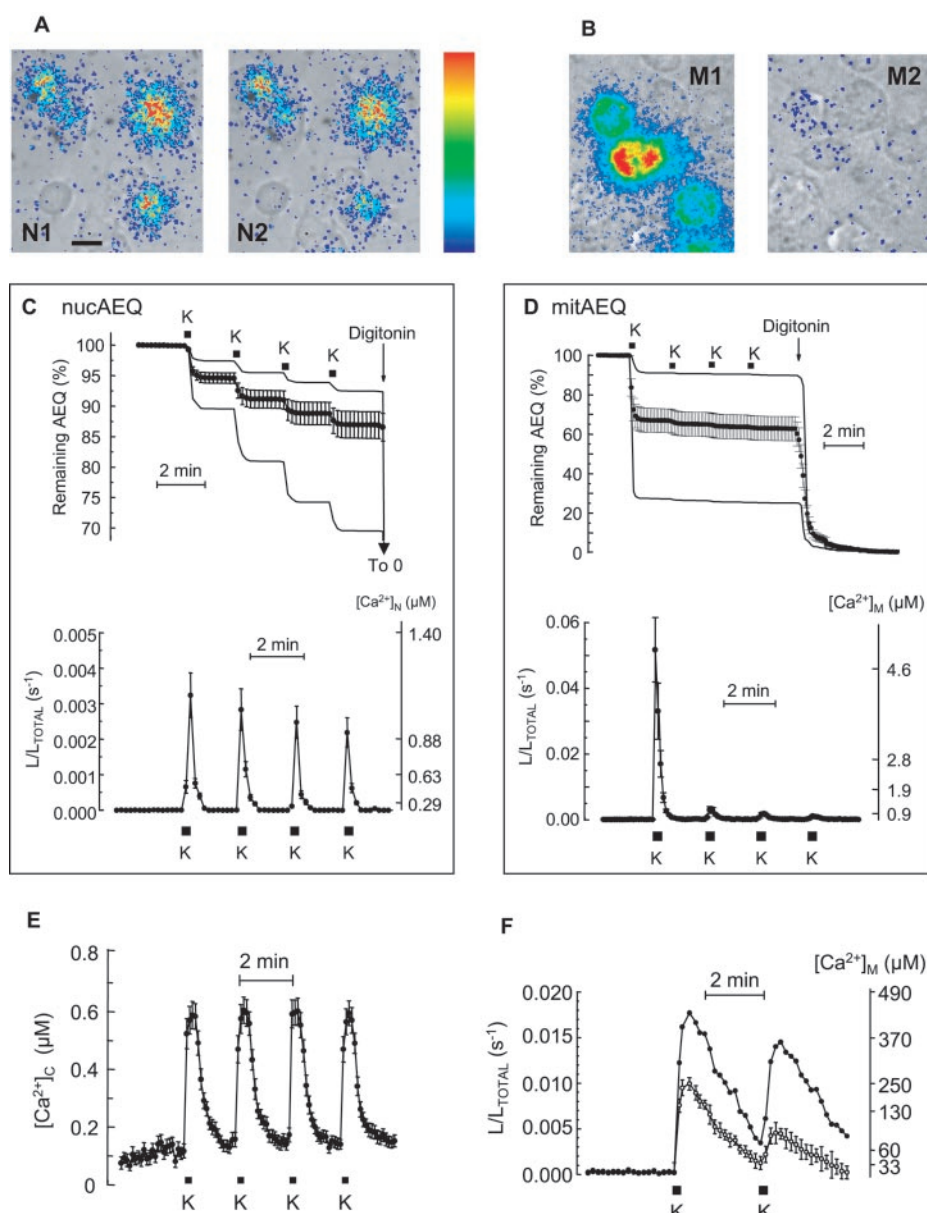 A
B
N1
N2
M1
M2
C nucAEQ
K
K
K
K
Digitonin
Remaining AEQ (%)
100
95
90
85
80
75
70
2 min
To 0
[Ca²⁺]N (µM)
L/LTOTAL (s⁻¹)
0.005
0.004
0.003
0.002
0.001
0.000
2 min
1.40
0.88
0.63
0.29
K
K
K
K
D mitAEQ
K
K
K
K
Digitonin
Remaining AEQ (%)
100
90
80
70
60
50
40
30
20
10
0
2 min
[Ca²⁺]M (µM)
L/LTOTAL (s⁻¹)
0.06
0.04
0.02
0.00
2 min
4.6
2.8
1.9
0.9
K
K
K
K
E
[Ca²⁺]C (µM)
0.8
0.6
0.4
0.2
0
2 min
K
K
K
K
F
[Ca²⁺]M (µM)
L/LTOTAL (s⁻¹)
0.020
0.015
0.010
0.005
0.000
2 min
490
370
250
130
60
33
K
K